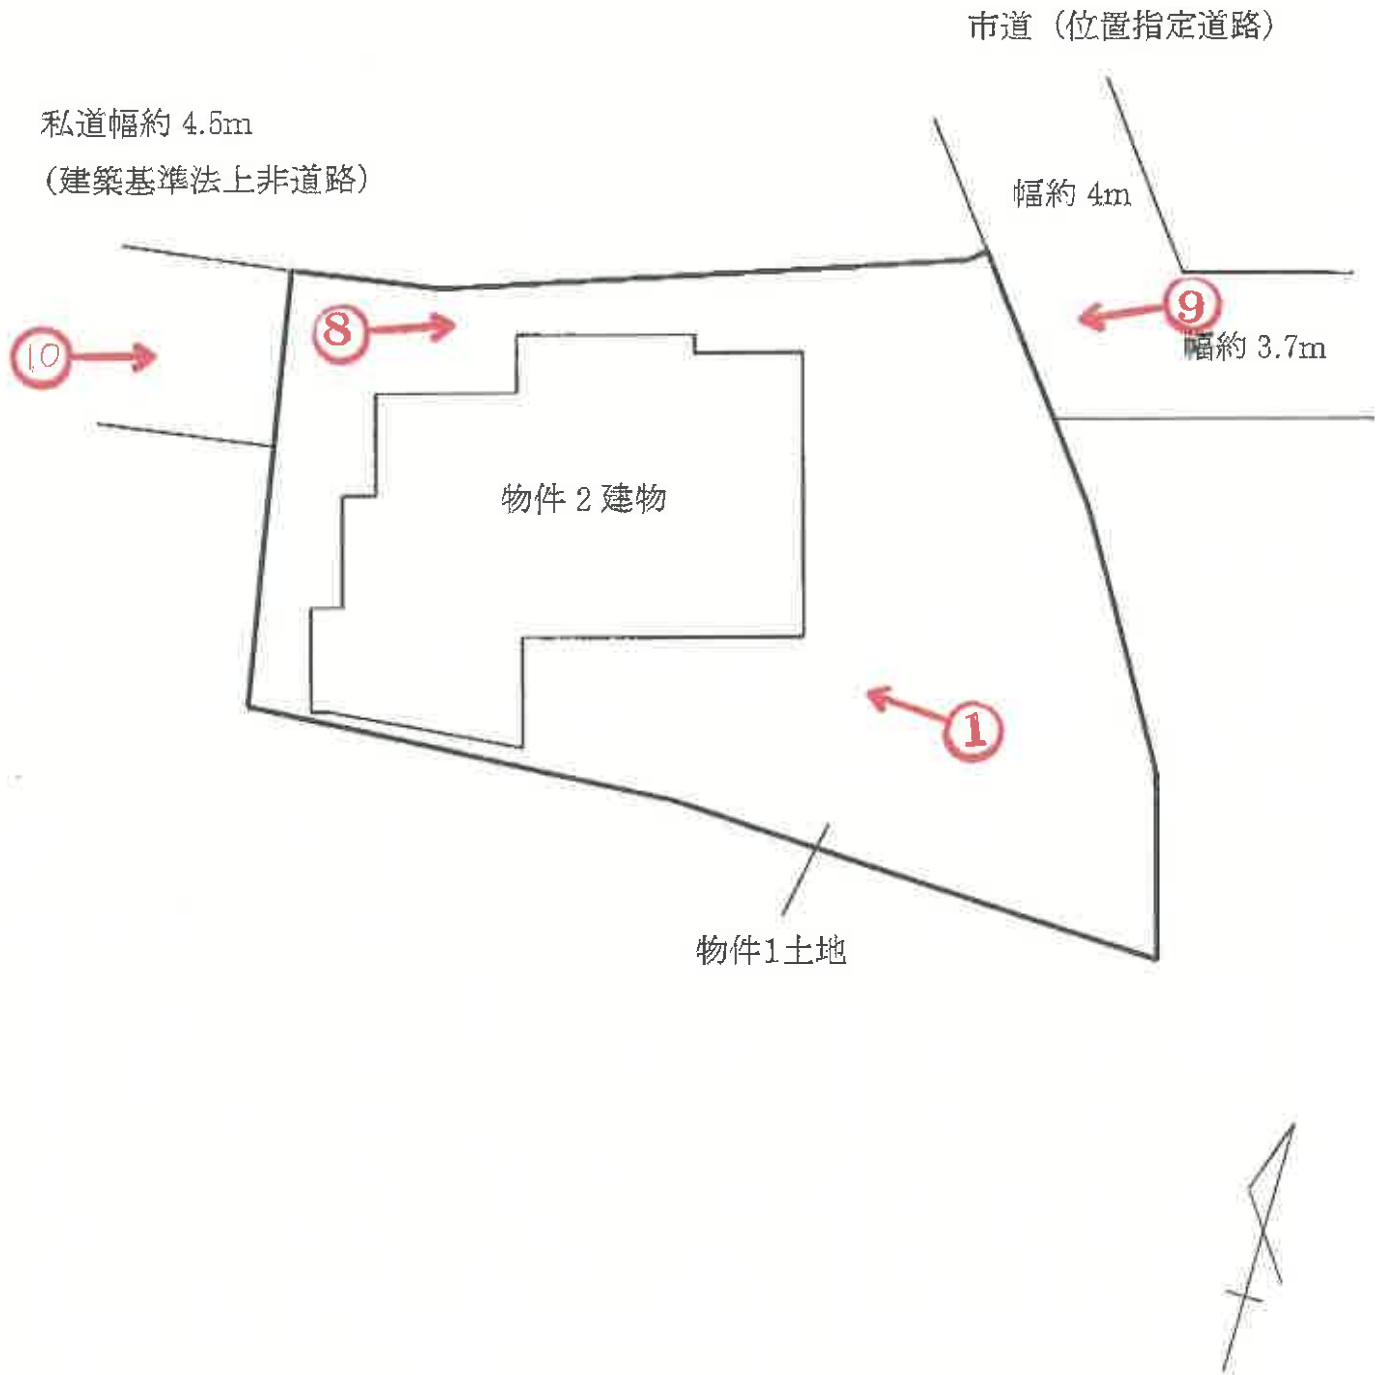 市道（位置指定道路）
私道幅約 4.5m
(建築基準法上非道路)
幅約 4m
10
8
9
幅約 3.7m
物件 2 建物
1
物件1土地